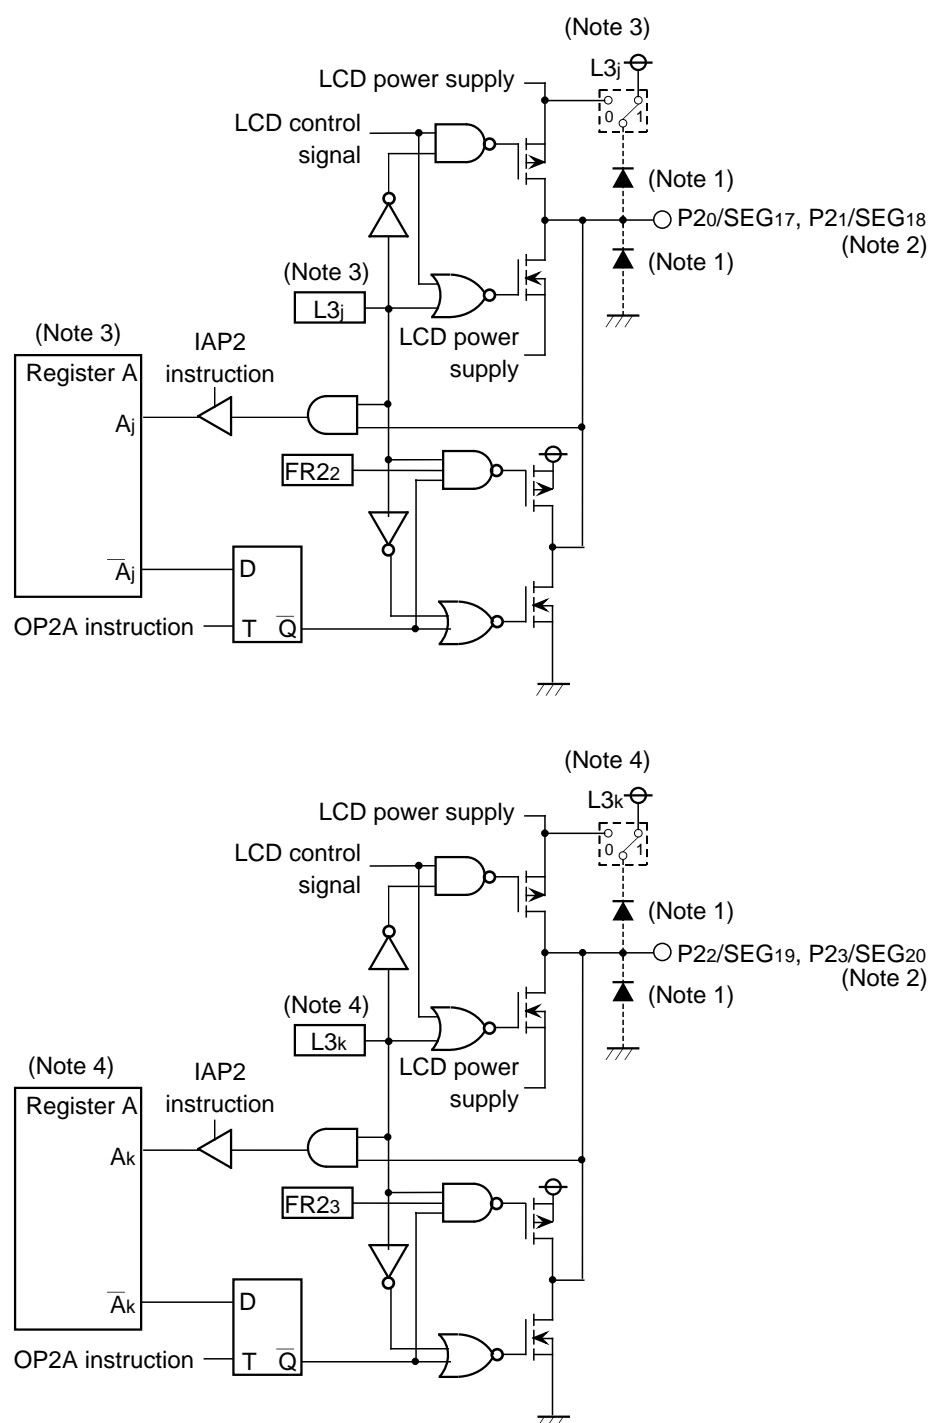 (Note 3)
L3j
LCD power supply
0 1
LCD control
signal
(Note 1)
P20/SEG17, P21/SEG18
(Note 2)
(Note 1)
(Note 3)
L3j
LCD power
supply
(Note 3)
IAP2
instruction
Register A
Aj
FR22
A̅j
D
OP2A instruction
T Q̅
(Note 4)
L3k
LCD power supply
0 1
LCD control
signal
(Note 1)
P22/SEG19, P23/SEG20
(Note 2)
(Note 1)
(Note 4)
L3k
LCD power
supply
(Note 4)
IAP2
instruction
Register A
Ak
FR23
A̅k
D
OP2A instruction
T Q̅